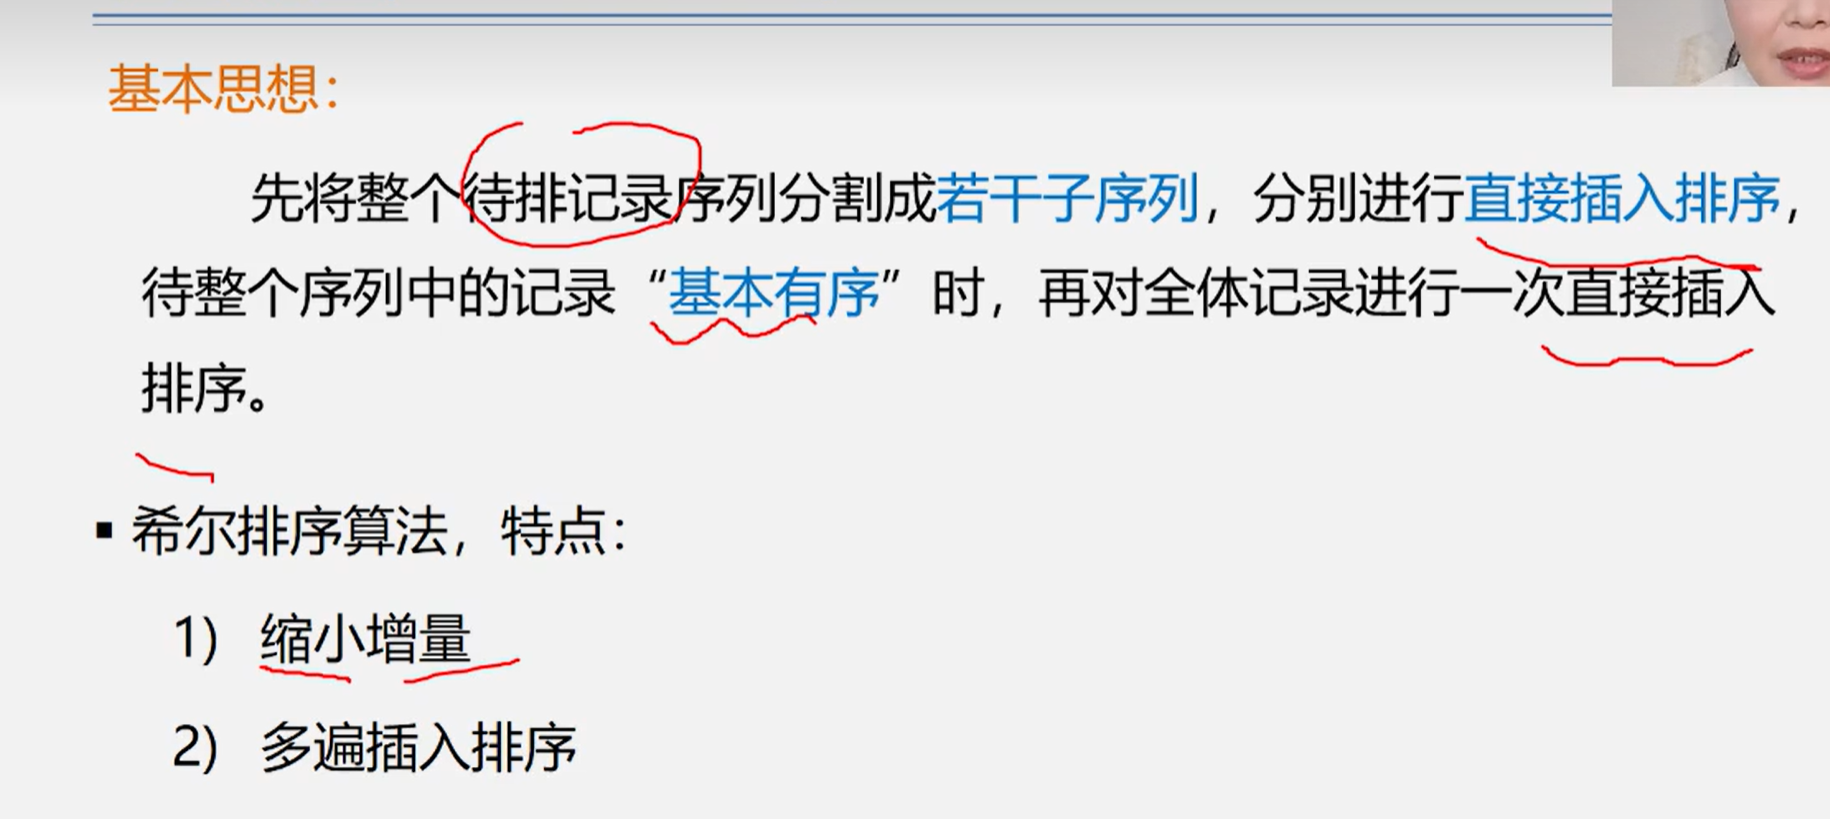 基本思想：
先将整个待排记录序列分割成若干子序列，分别进行直接插入排序，
待整个序列中的记录“基本有序”时，再对全体记录进行一次直接插入
排序。
▪ 希尔排序算法，特点：
1) 缩小增量
2) 多遍插入排序